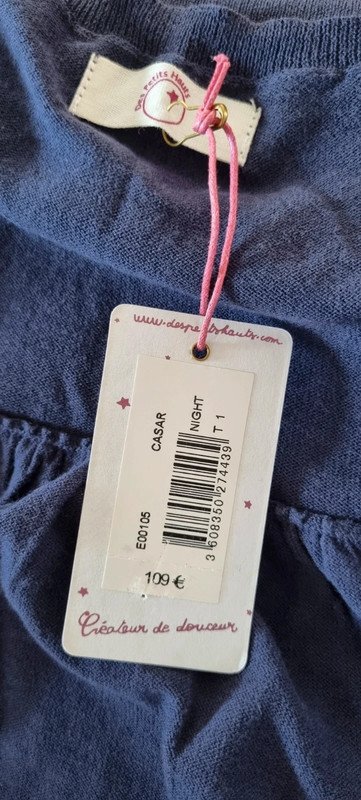 Des Petits Hauts
www.despetitshauts.com
CASAR
NIGHT
T 1
E00105
3 608350 274439
109 €
Créateur de douceur